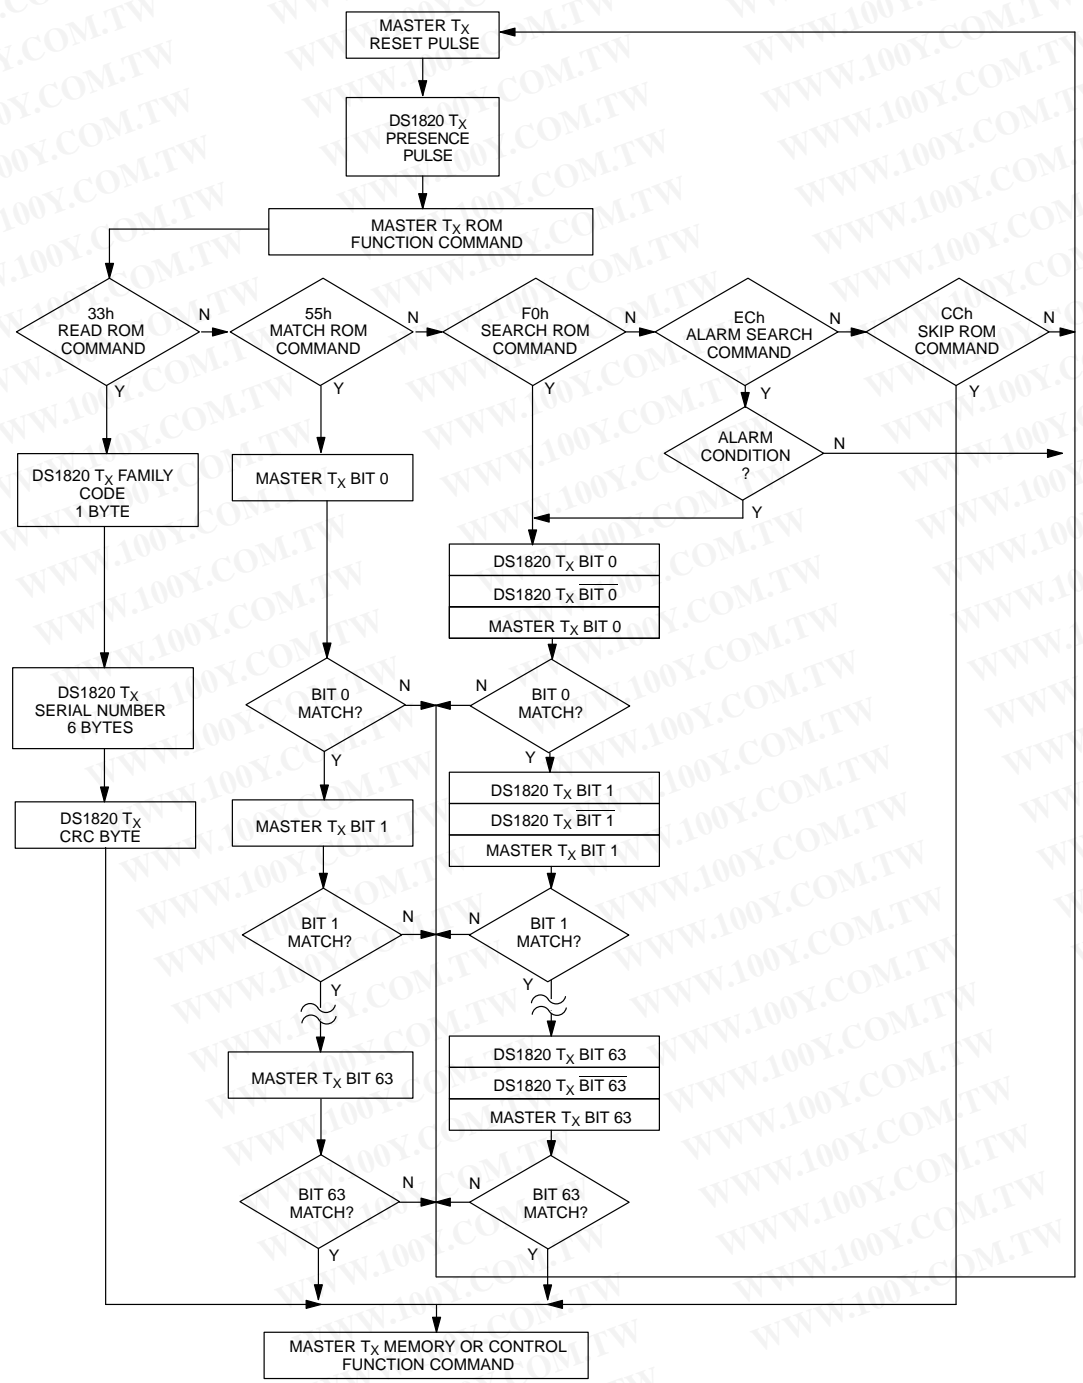 MASTER TX
RESET PULSE
DS1820 TX
PRESENCE
PULSE
MASTER TX ROM
FUNCTION COMMAND
33h
READ ROM
COMMAND
N
Y
55h
MATCH ROM
COMMAND
N
Y
F0h
SEARCH ROM
COMMAND
N
Y
ECh
ALARM SEARCH
COMMAND
N
Y
CCh
SKIP ROM
COMMAND
N
Y
ALARM
CONDITION
?
N
Y
DS1820 TX FAMILY
CODE
1 BYTE
DS1820 TX
SERIAL NUMBER
6 BYTES
DS1820 TX
CRC BYTE
MASTER TX BIT 0
BIT 0
MATCH?
N
Y
MASTER TX BIT 1
BIT 1
MATCH?
N
Y
MASTER TX BIT 63
BIT 63
MATCH?
N
Y
DS1820 TX BIT 0
DS1820 TX BIT 0
MASTER TX BIT 0
BIT 0
MATCH?
N
Y
DS1820 TX BIT 1
DS1820 TX BIT 1
MASTER TX BIT 1
BIT 1
MATCH?
N
Y
DS1820 TX BIT 63
DS1820 TX BIT 63
MASTER TX BIT 63
BIT 63
MATCH?
N
Y
MASTER TX MEMORY OR CONTROL
FUNCTION COMMAND
WWW.100Y.COM.TW